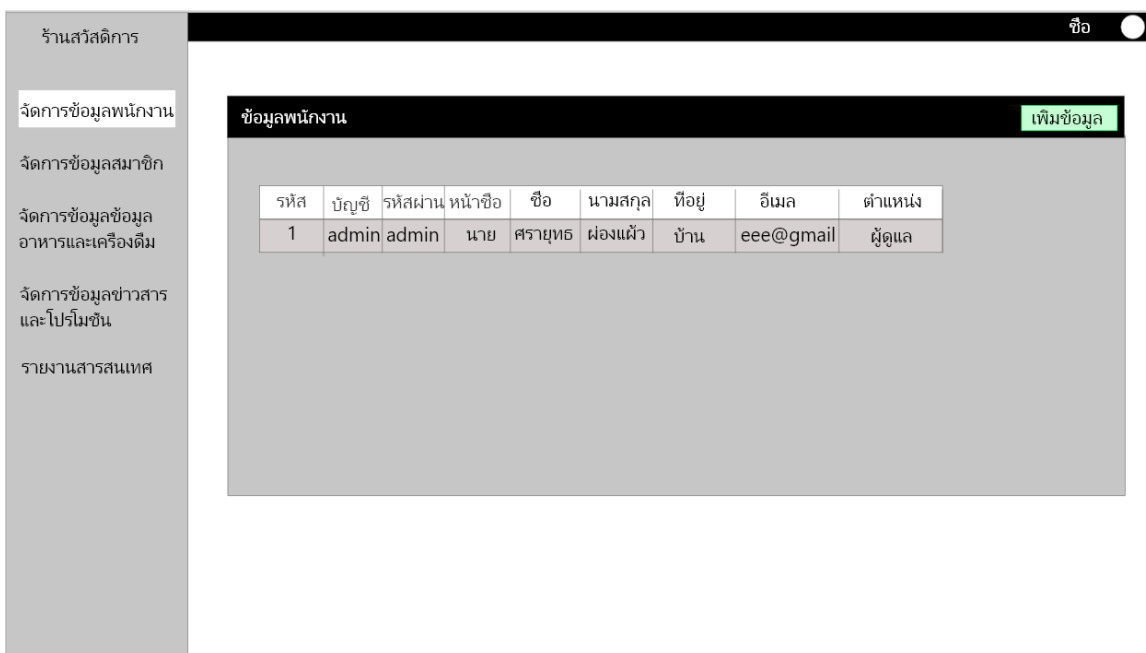 ร้านสวัสดิการ
ชื่อ
จัดการข้อมูลพนักงาน
จัดการข้อมูลสมาชิก
จัดการข้อมูลข้อมูล
อาหารและเครื่องดื่ม
จัดการข้อมูลข่าวสาร
และโปรโมชั่น
รายงานสารสนเทศ
ข้อมูลพนักงาน เพิ่มข้อมูล
รหัส บัญชี รหัสผ่าน หน้าชื่อ ชื่อ นามสกุล ที่อยู่ อีเมล ตำแหน่ง
1 admin admin นาย ศรายุทธ ผ่องแผ้ว บ้าน eee@gmail ผู้ดูแล